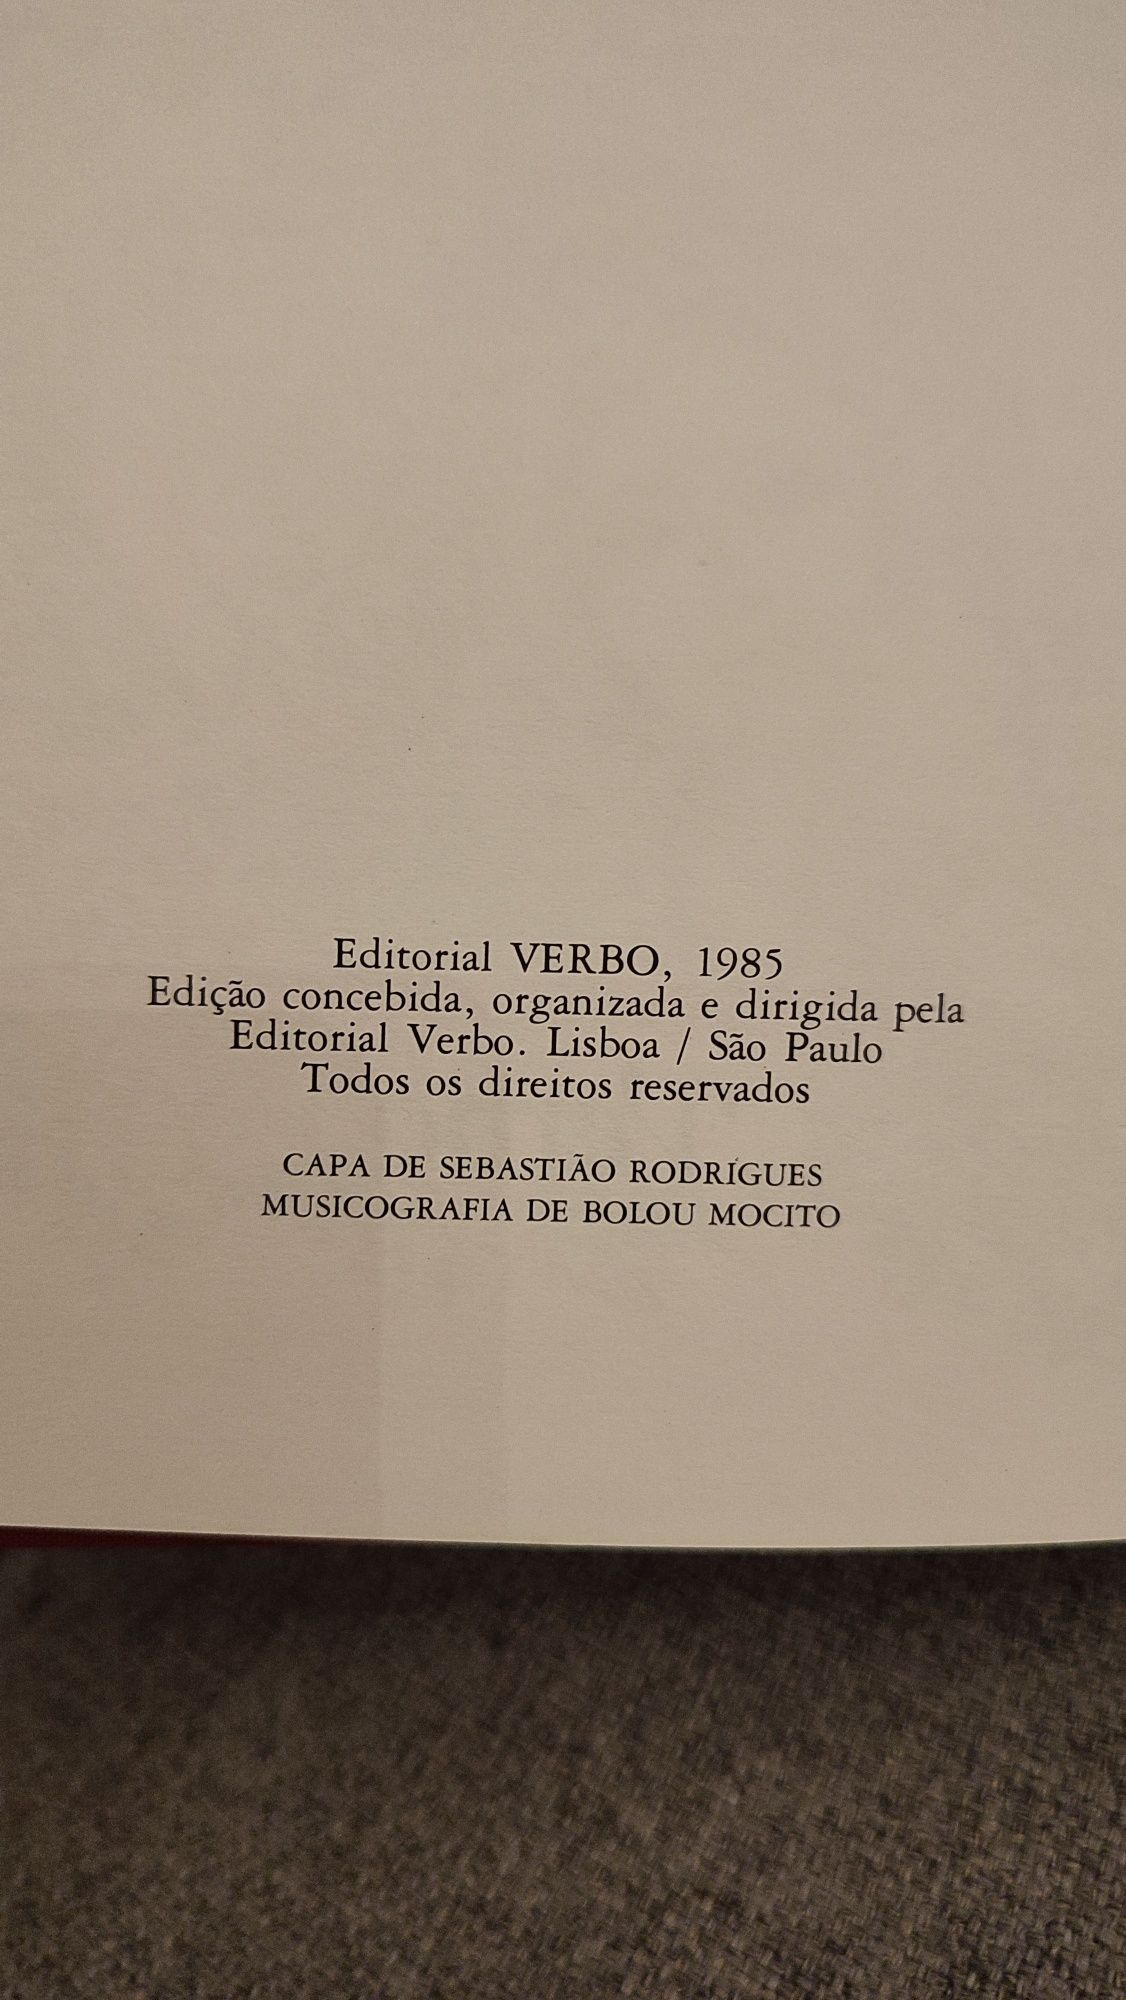 Editorial VERBO, 1985
Edição concebida, organizada e dirigida pela
Editorial Verbo. Lisboa / São Paulo
Todos os direitos reservados
CAPA DE SEBASTIÃO RODRIGUES
MUSICOGRAFIA DE BOLOU MOCITO